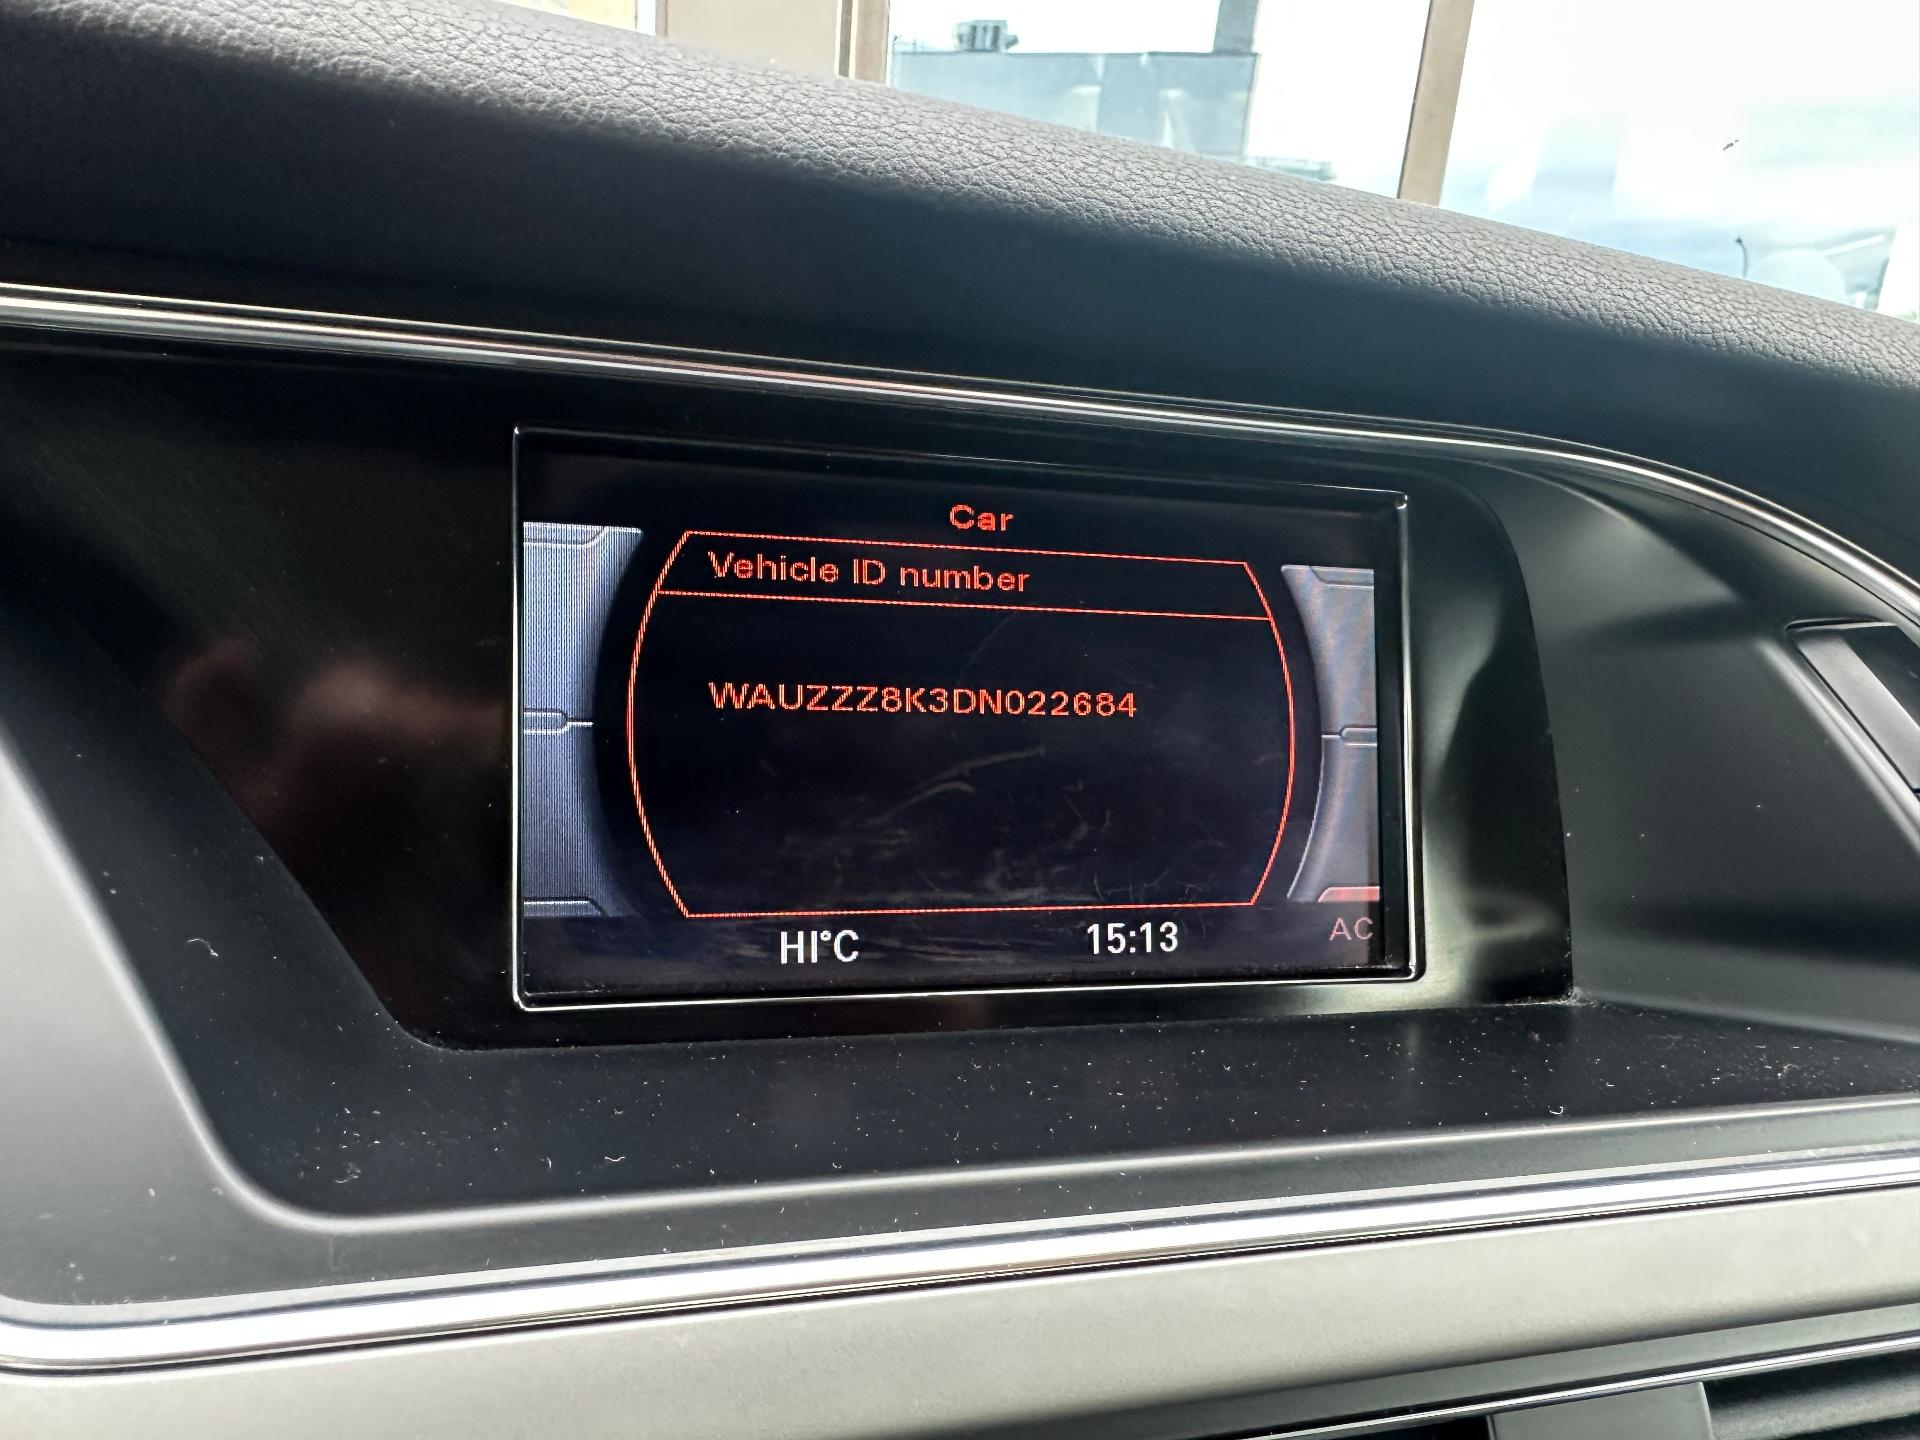 Car
Vehicle ID number
WAUZZZ8K3DN022684
HI°C 15:13 AC